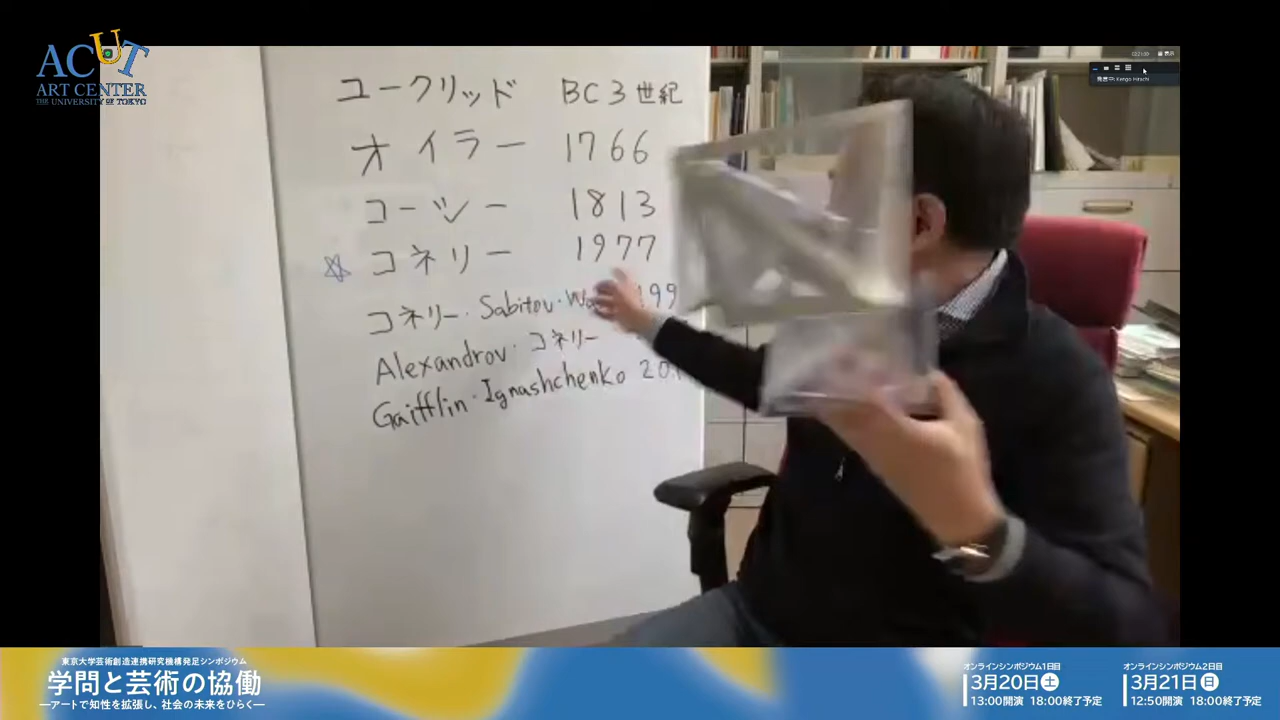 ACUT
ART CENTER
THE UNIVERSITY OF TOKYO
ユークリッド BC3世紀
オイラー 1766
コーシー 1813
☆ コネリー 1977
コネリー・Sabitov・ 199
Alexandrov・コネリー
Gaifflin・Ignashchenko 201
発言中: Kengo Hirachi
東京大学芸術創造連携研究機構発足シンポジウム
学問と芸術の協働
―アートで知性を拡張し、社会の未来をひらく―
オンラインシンポジウム1日目
3月20日 土
13:00開演 18:00終了予定
オンラインシンポジウム2日目
3月21日 日
12:50開演 18:00終了予定